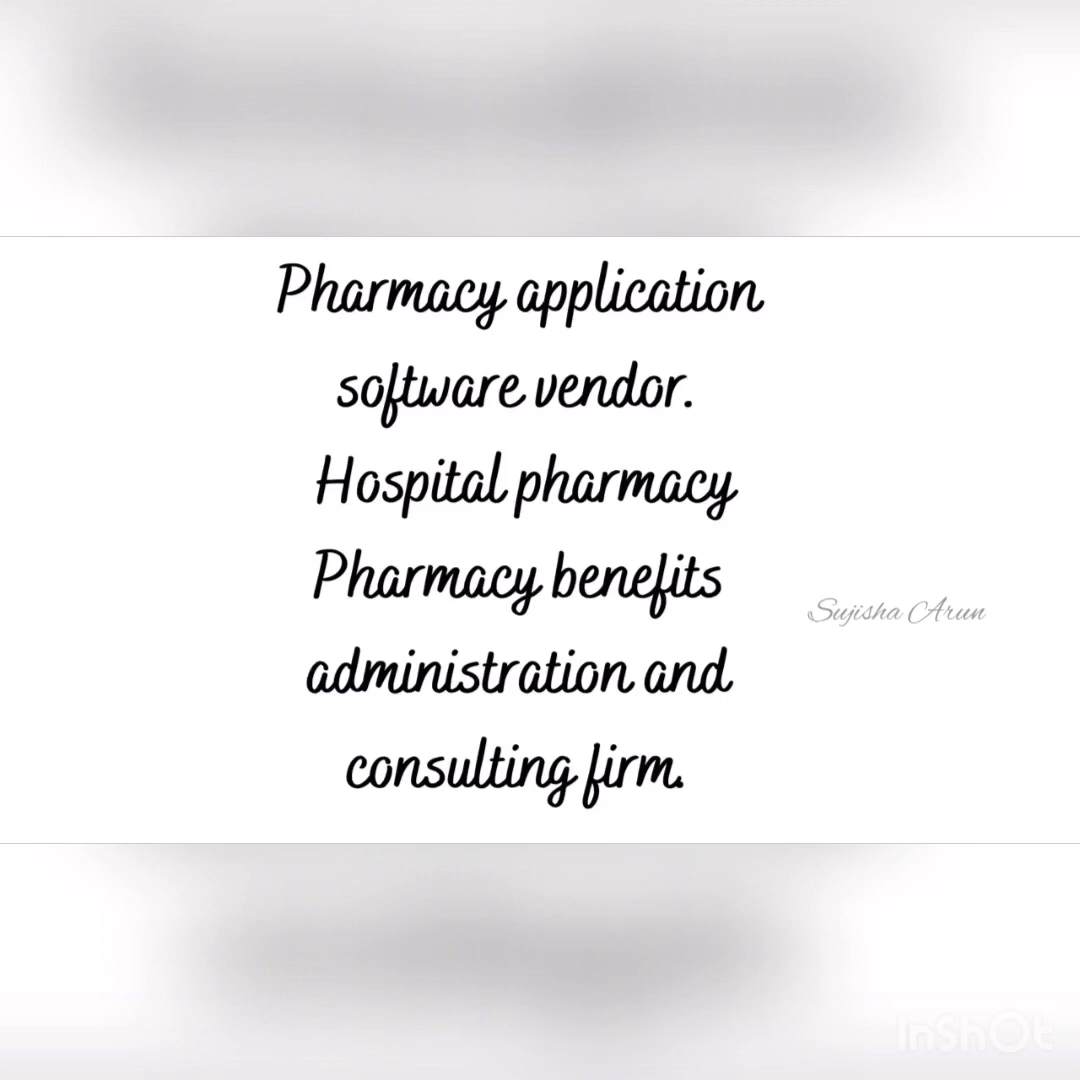 Pharmacy application
software vendor.
Hospital pharmacy
Pharmacy benefits
administration and
consulting firm.
Sujisha Arun
InShOt